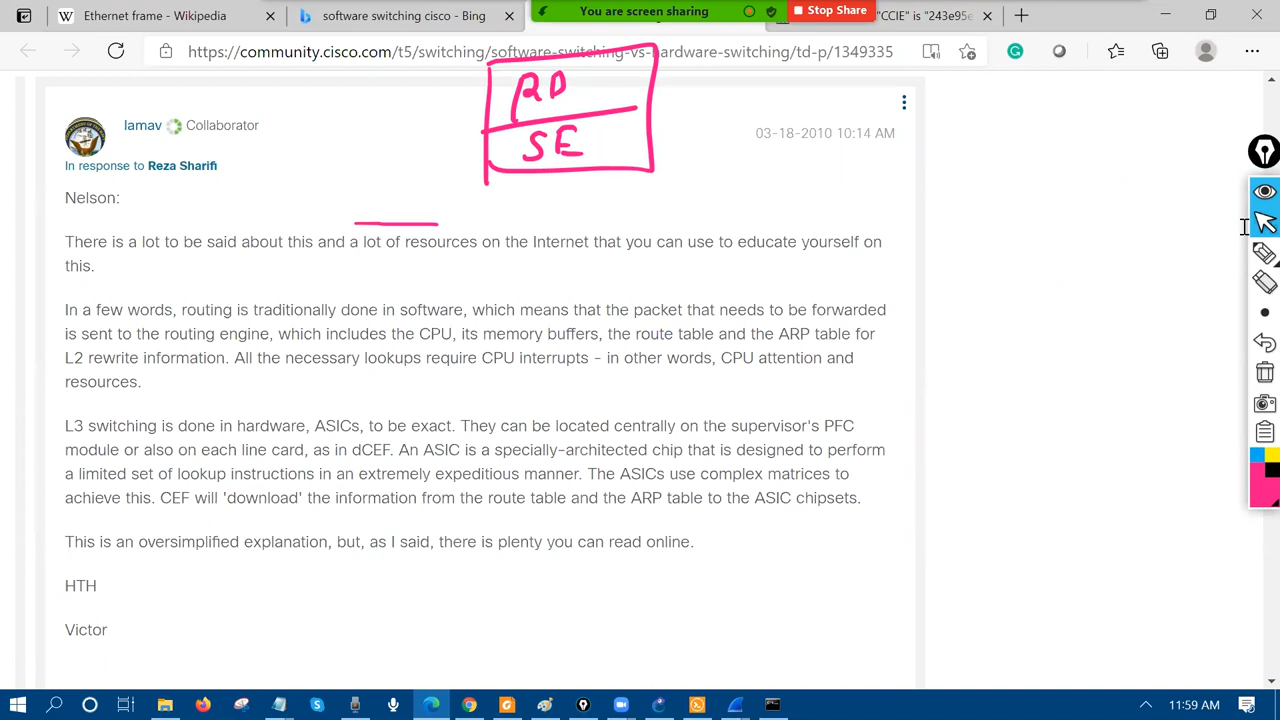 Ethernet frame - Wikipedia
software switching cisco - Bing
You are screen sharing
Stop Share
"CCIE" is "243e95e
https://community.cisco.com/t5/switching/software-switching-vs-hardware-switching/td-p/1349335
RD
SE
lamav Collaborator
03-18-2010 10:14 AM
In response to Reza Sharifi
Nelson:
There is a lot to be said about this and a lot of resources on the Internet that you can use to educate yourself on
this.
In a few words, routing is traditionally done in software, which means that the packet that needs to be forwarded
is sent to the routing engine, which includes the CPU, its memory buffers, the route table and the ARP table for
L2 rewrite information. All the necessary lookups require CPU interrupts - in other words, CPU attention and
resources.
L3 switching is done in hardware, ASICs, to be exact. They can be located centrally on the supervisor's PFC
module or also on each line card, as in dCEF. An ASIC is a specially-architected chip that is designed to perform
a limited set of lookup instructions in an extremely expeditious manner. The ASICs use complex matrices to
achieve this. CEF will 'download' the information from the route table and the ARP table to the ASIC chipsets.
This is an oversimplified explanation, but, as I said, there is plenty you can read online.
HTH
Victor
11:59 AM